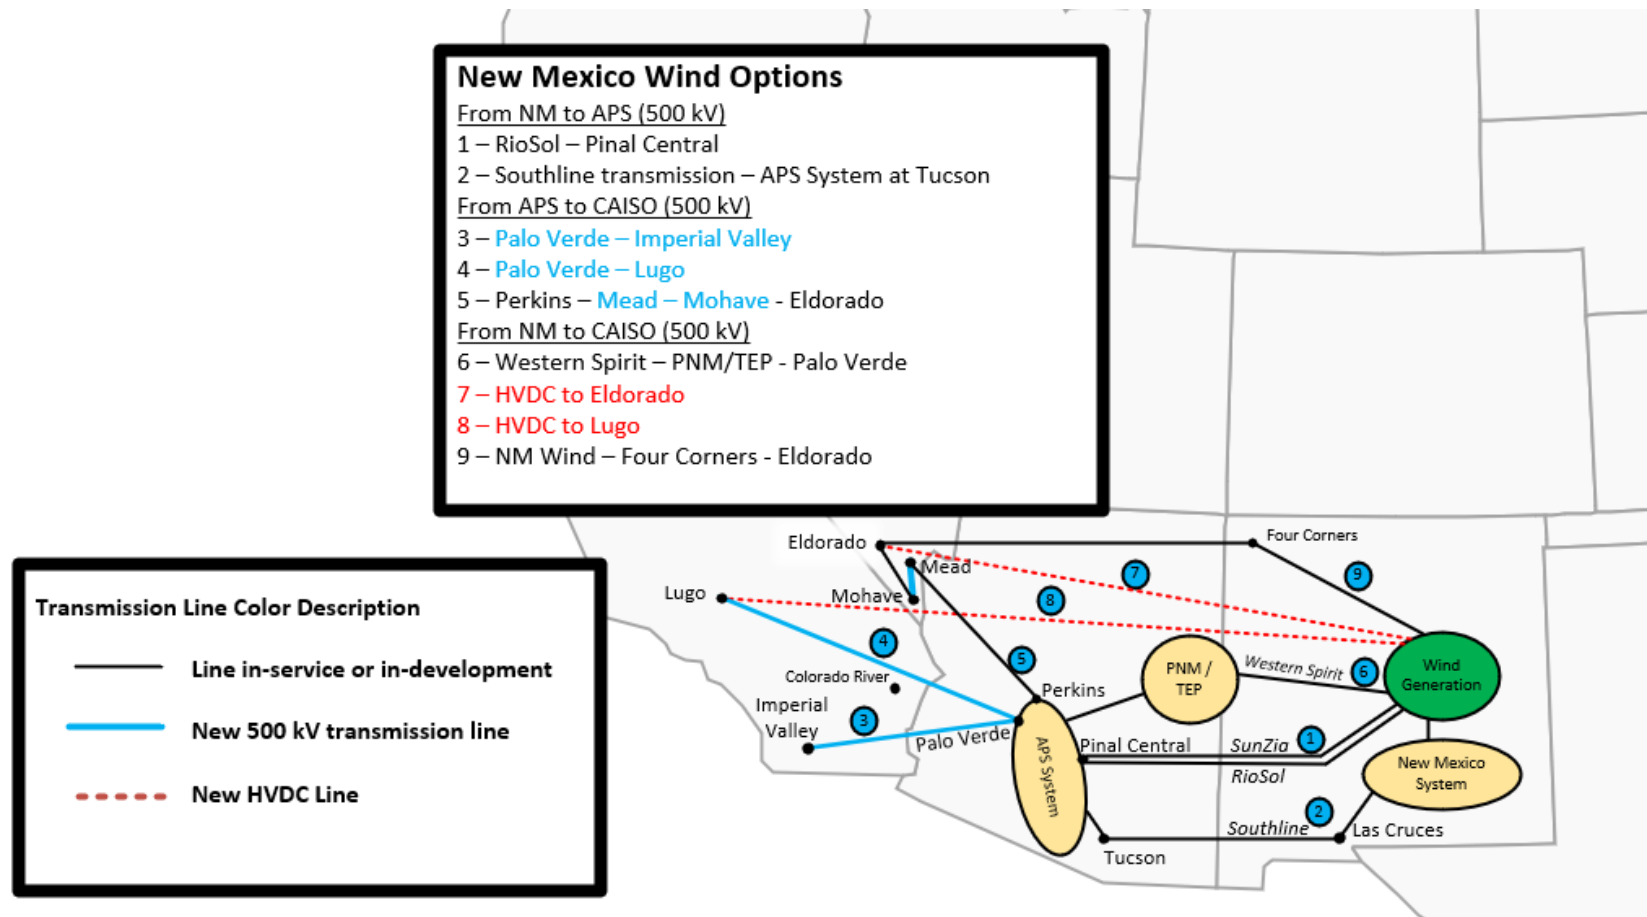 New Mexico Wind Options
From NM to APS (500 kV)
1 – RioSol – Pinal Central
2 – Southline transmission – APS System at Tucson
From APS to CAISO (500 kV)
3 – Palo Verde – Imperial Valley
4 – Palo Verde – Lugo
5 – Perkins – Mead – Mohave - Eldorado
From NM to CAISO (500 kV)
6 – Western Spirit – PNM/TEP - Palo Verde
7 – HVDC to Eldorado
8 – HVDC to Lugo
9 – NM Wind – Four Corners - Eldorado
Transmission Line Color Description
Line in-service or in-development
New 500 kV transmission line
New HVDC Line
Eldorado
Four Corners
Mead
7
9
Lugo
Mohave
8
4
5
Western Spirit
6
PNM /
TEP
Wind
Generation
Colorado River
Perkins
Imperial
Valley
3
Palo Verde
APS System
Pinal Central
SunZia
1
RioSol
New Mexico
System
2
Southline
Las Cruces
Tucson